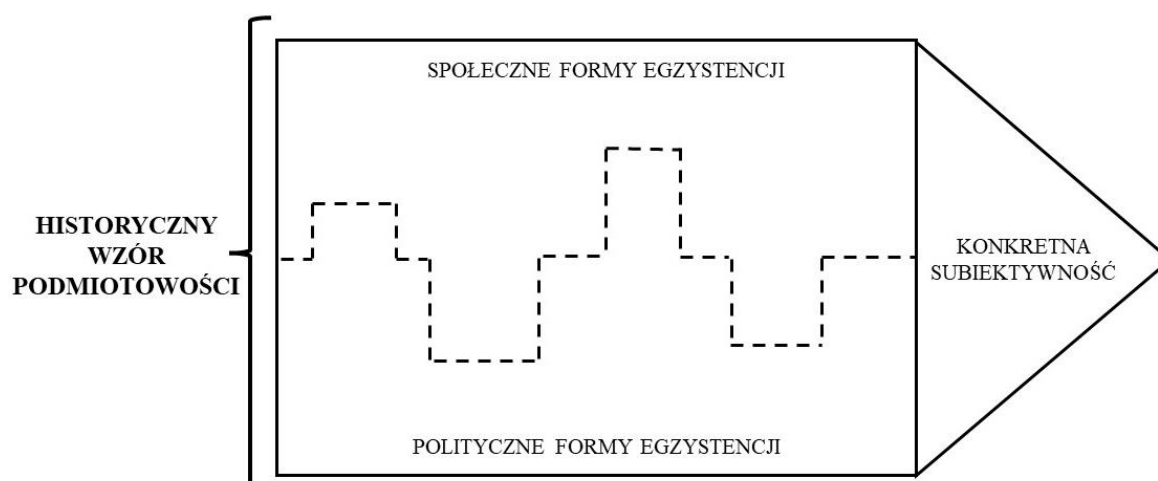 SPOŁECZNE FORMY EGZYSTENCJI
HISTORYCZNY
WZÓR
PODMIOTOWOŚCI
KONKRETNA
SUBIEKTYWNOŚĆ
POLITYCZNE FORMY EGZYSTENCJI